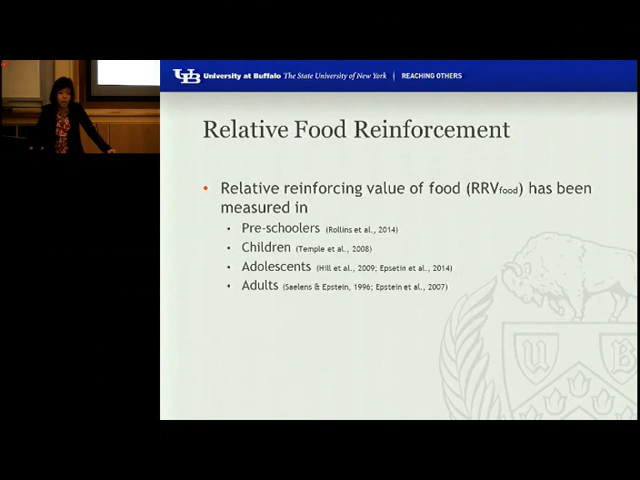 UB University at Buffalo The State University of New York | REACHING OTHERS
Relative Food Reinforcement
• Relative reinforcing value of food (RRVfood) has been
measured in
• Pre-schoolers (Rollins et al., 2014)
• Children (Temple et al., 2008)
• Adolescents (Hill et al., 2009; Epsetin et al., 2014)
• Adults (Saelens & Epstein, 1996; Epstein et al., 2007)
U B